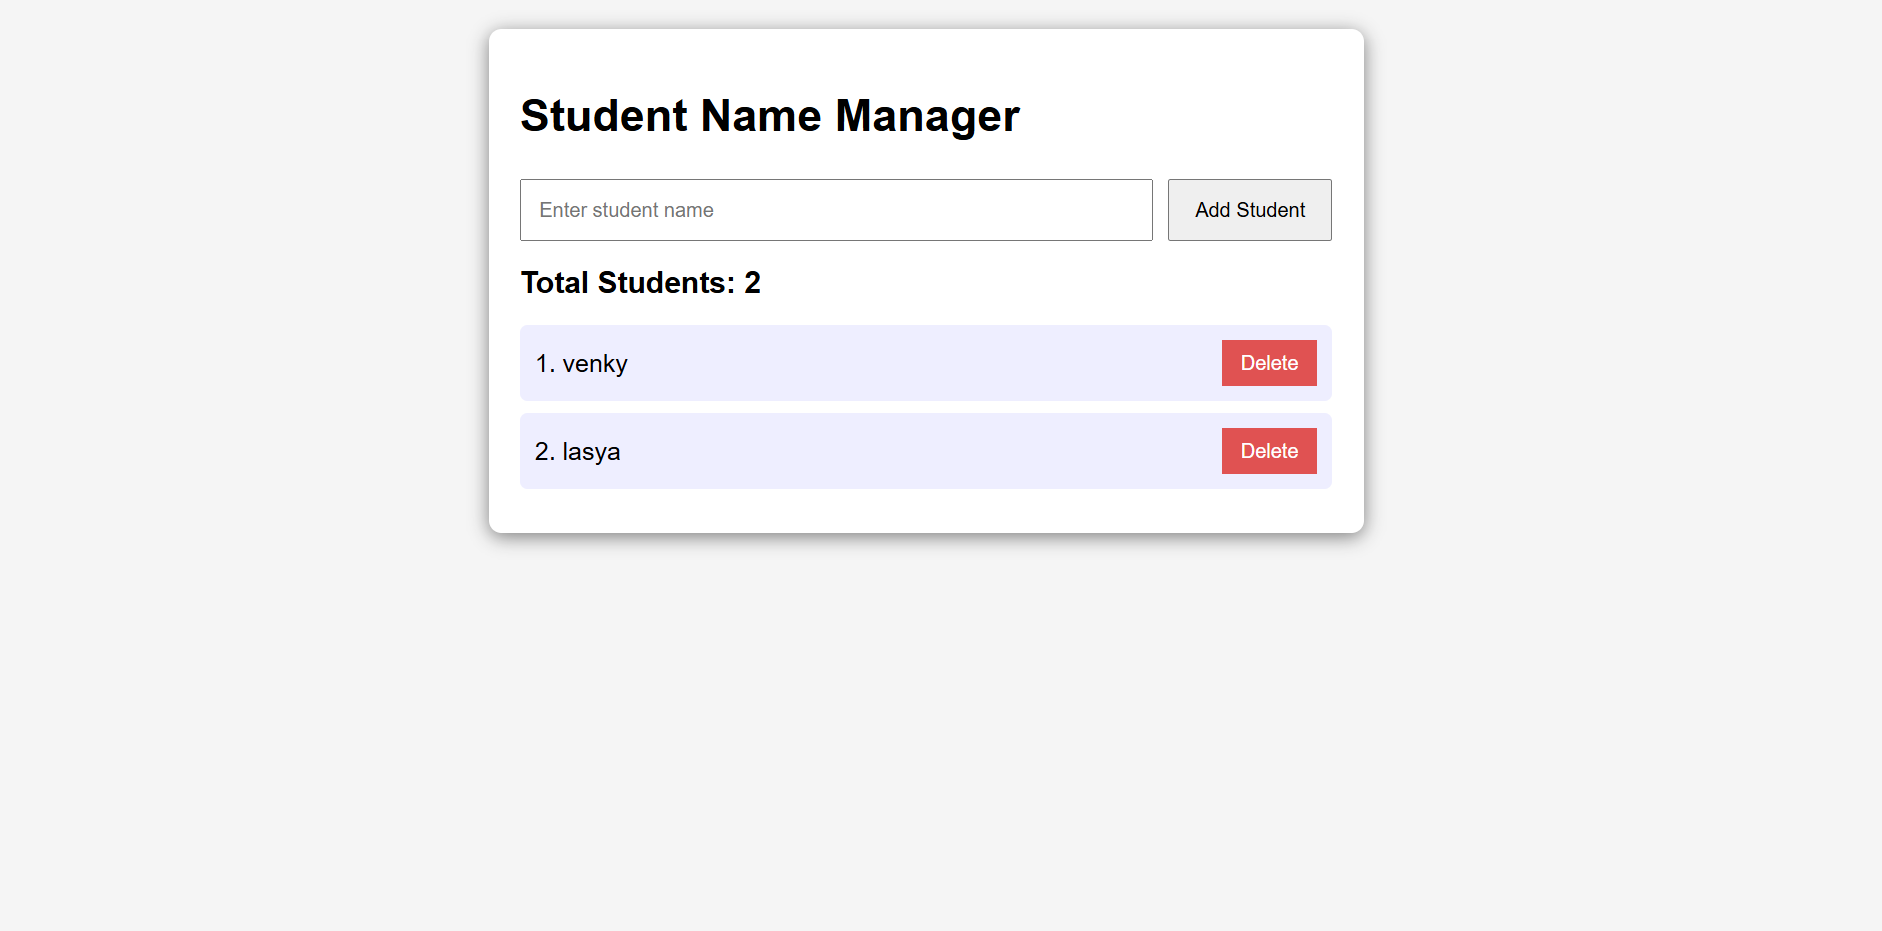 Student Name Manager
Enter student name Add Student
Total Students: 2
1. venky Delete
2. lasya Delete